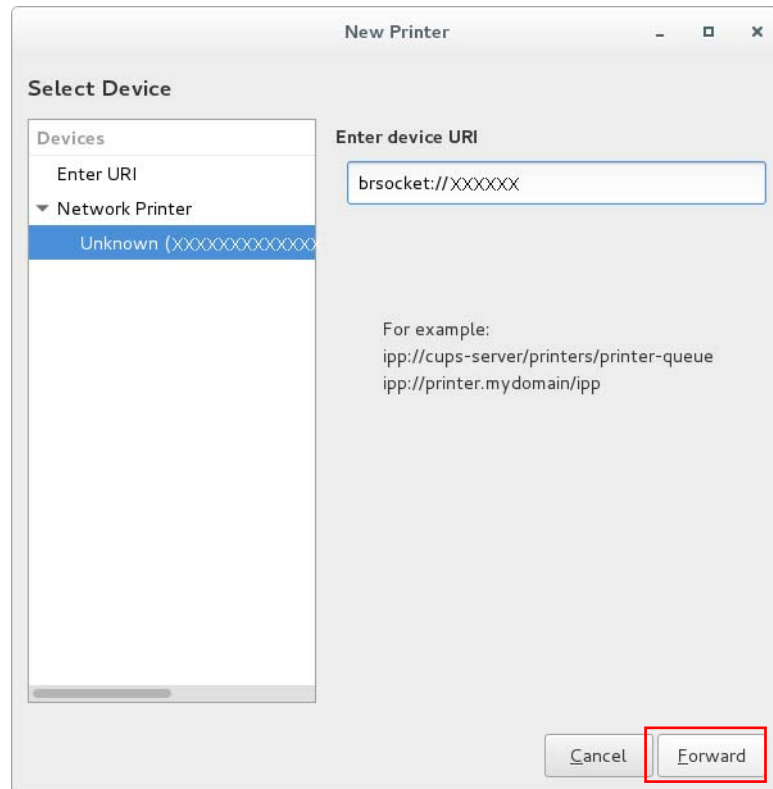 New Printer
Select Device
Devices
Enter URI
Network Printer
Unknown (XXXXXXXXXXXXX
Enter device URI
brsocket://XXXXXX
For example:
ipp://cups-server/printers/printer-queue
ipp://printer.mydomain/ipp
Cancel
Forward